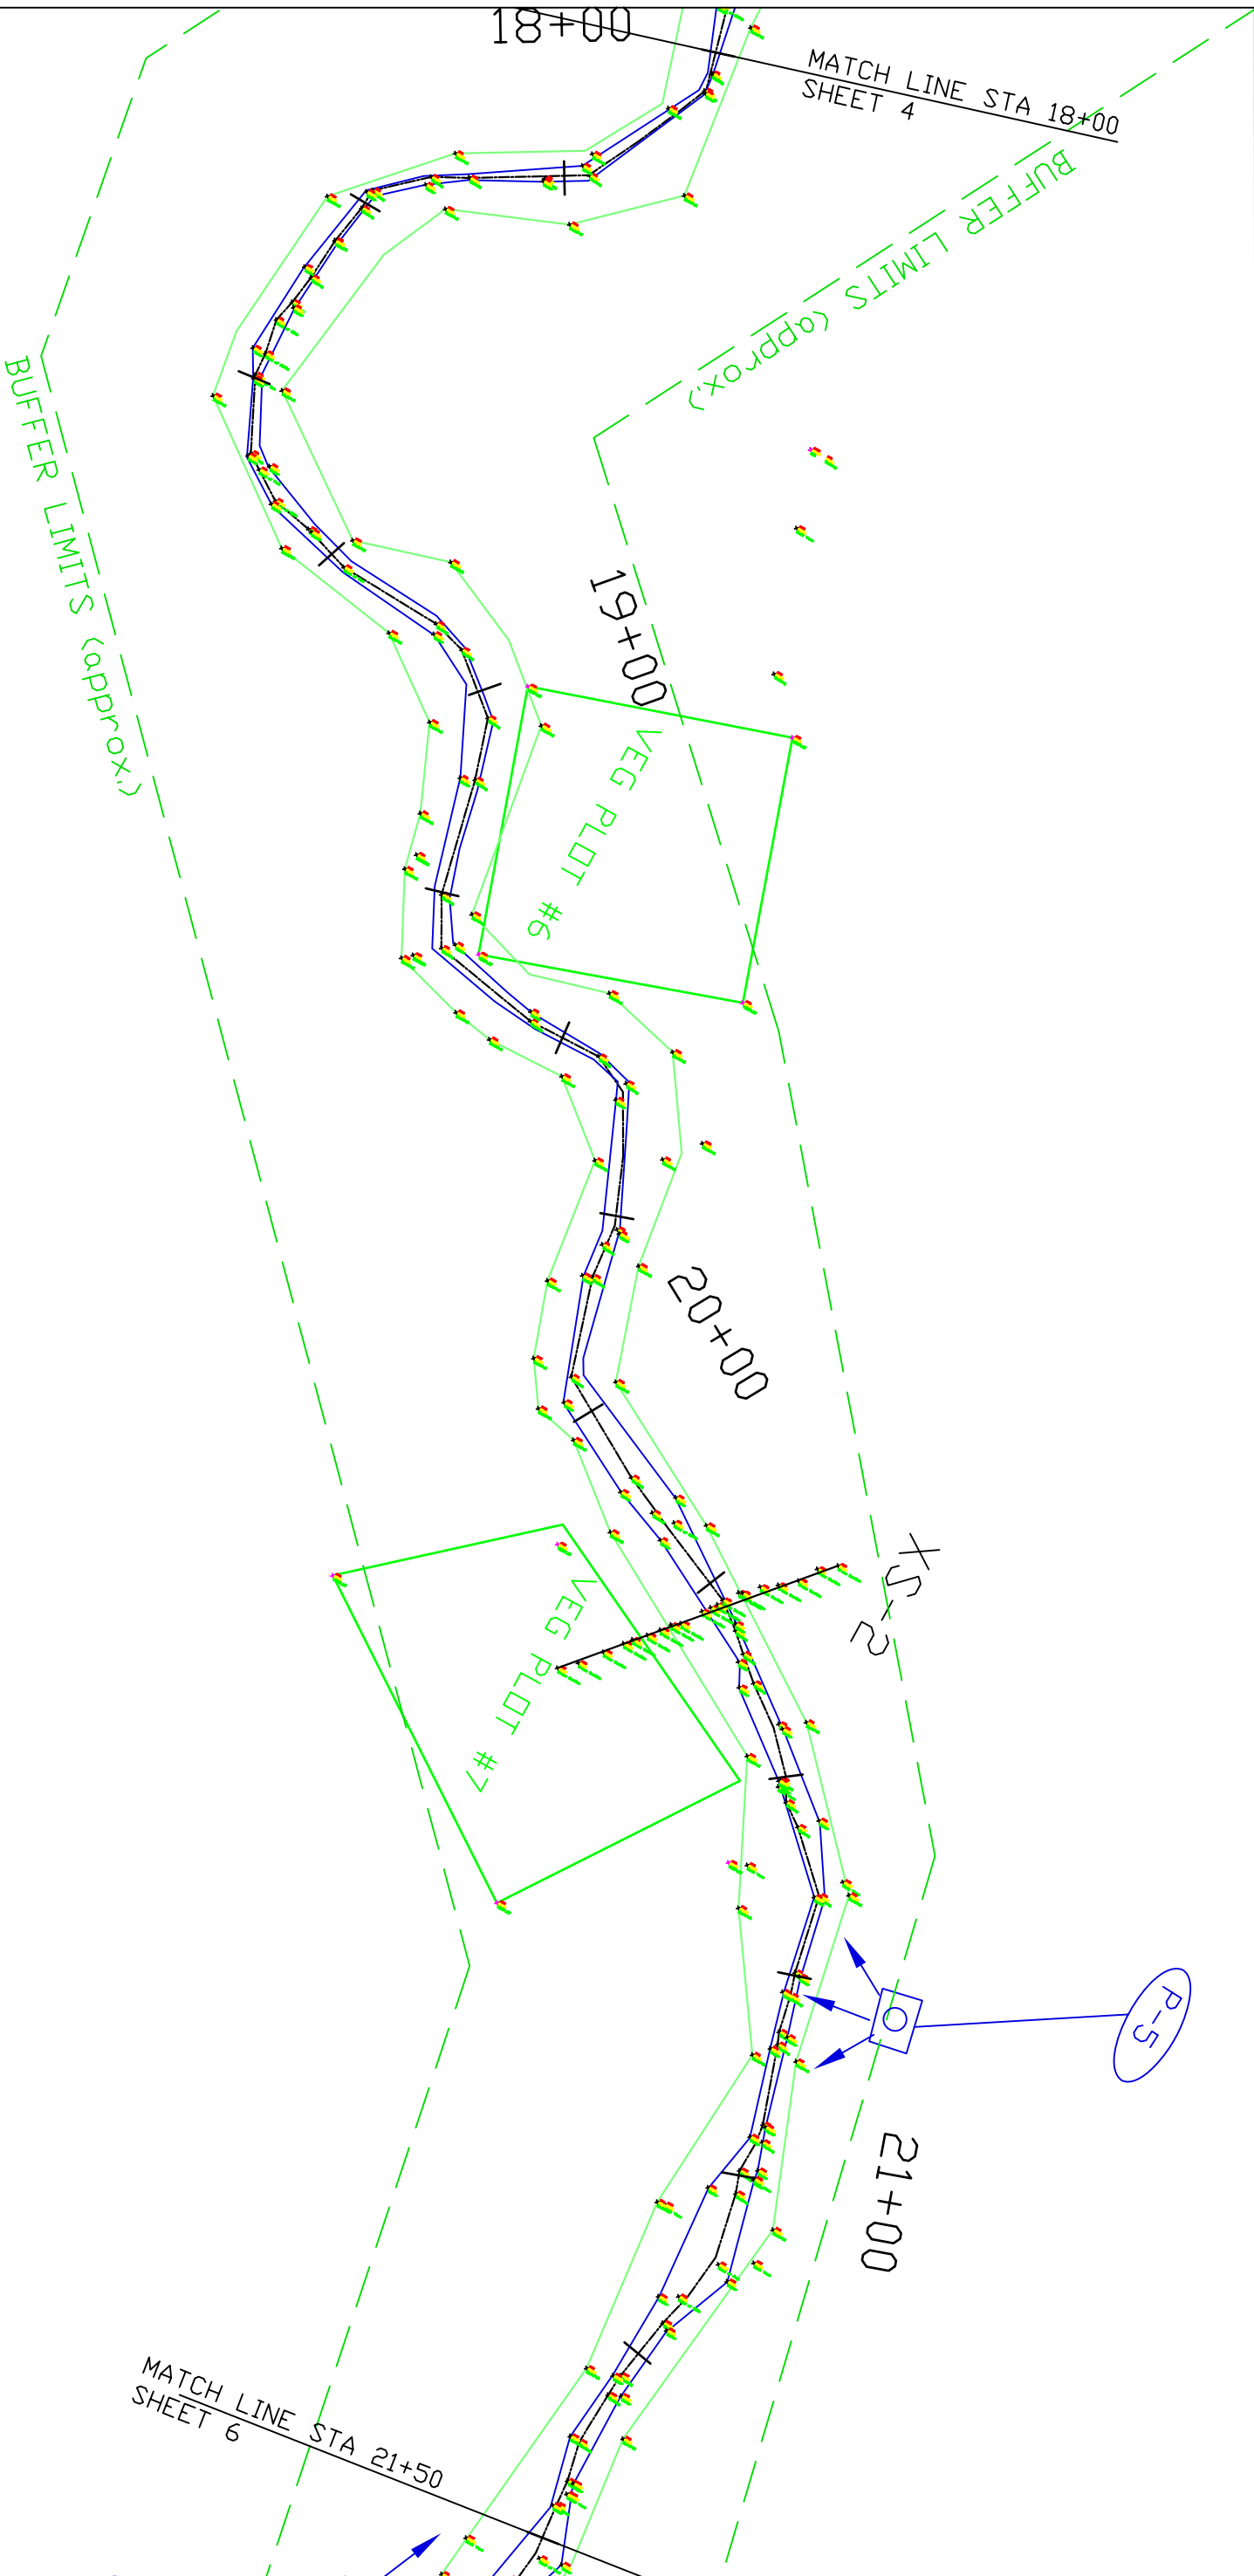 18+00
MATCH LINE STA 18+00
SHEET 4
BUFFER LIMITS (approx.)
BUFFER LIMITS (approx.)
19+00
VEG PLOT #6
20+00
XS-2
VEG PLOT #7
P-5
21+00
MATCH LINE STA 21+50
SHEET 6